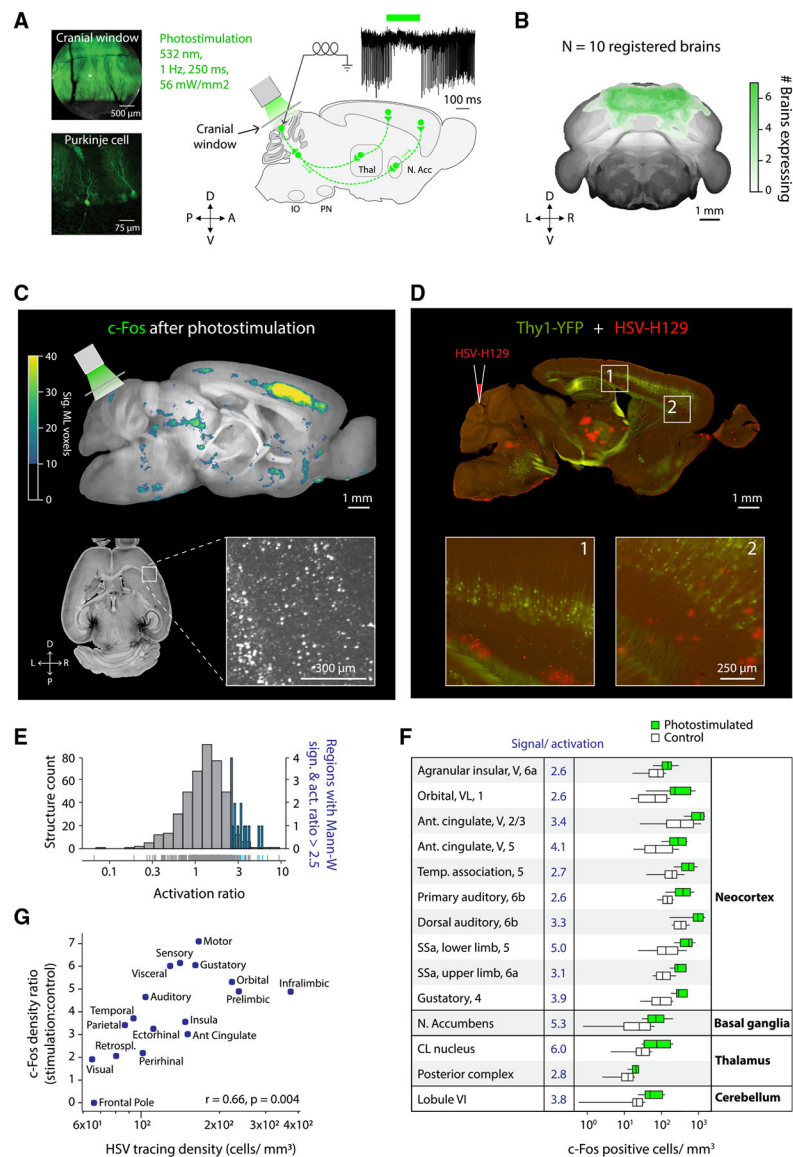 A
Cranial window
500 µm
Purkinje cell
75 µm
Photostimulation
532 nm,
1 Hz, 250 ms,
56 mW/mm2
Cranial
window
100 ms
Thal
N. Acc
IO
PN
D
P
A
V
B
N = 10 registered brains
# Brains expressing
6
4
2
0
D
L
R
V
1 mm
C
c-Fos after photostimulation
Sig. ML voxels
40
30
20
10
0
1 mm
D
L
R
P
300 µm
D
Thy1-YFP + HSV-H129
HSV-H129
1
2
1 mm
1
2
250 µm
E
Structure count
80
60
40
20
0
4
3
2
1
0
Regions with Mann-W
sign. & act. ratio > 2.5
0.1
0.3
1
3
10
Activation ratio
F
Photostimulated
Control
Signal/ activation
Agranular insular, V, 6a 2.6
Orbital, VL, 1 2.6
Ant. cingulate, V, 2/3 3.4
Ant. cingulate, V, 5 4.1
Temp. association, 5 2.7
Primary auditory, 6b 2.6
Dorsal auditory, 6b 3.3
SSa, lower limb, 5 5.0
SSa, upper limb, 6a 3.1
Gustatory, 4 3.9
Neocortex
N. Accumbens 5.3 Basal ganglia
CL nucleus 6.0
Posterior complex 2.8
Thalamus
Lobule VI 3.8 Cerebellum
10⁰ 10¹ 10² 10³
c-Fos positive cells/ mm³
G
c-Fos density ratio
(stimulation:control)
7
6
5
4
3
2
1
0
Motor
Sensory
Visceral
Gustatory
Orbital
Infralimbic
Auditory
Prelimbic
Temporal
Parietal
Insula
Ectorhinal
Ant Cingulate
Retrospl.
Visual
Perirhinal
Frontal Pole
r = 0.66, p = 0.004
6x10¹ 10² 2x10² 3x10² 4x10²
HSV tracing density (cells/ mm³)